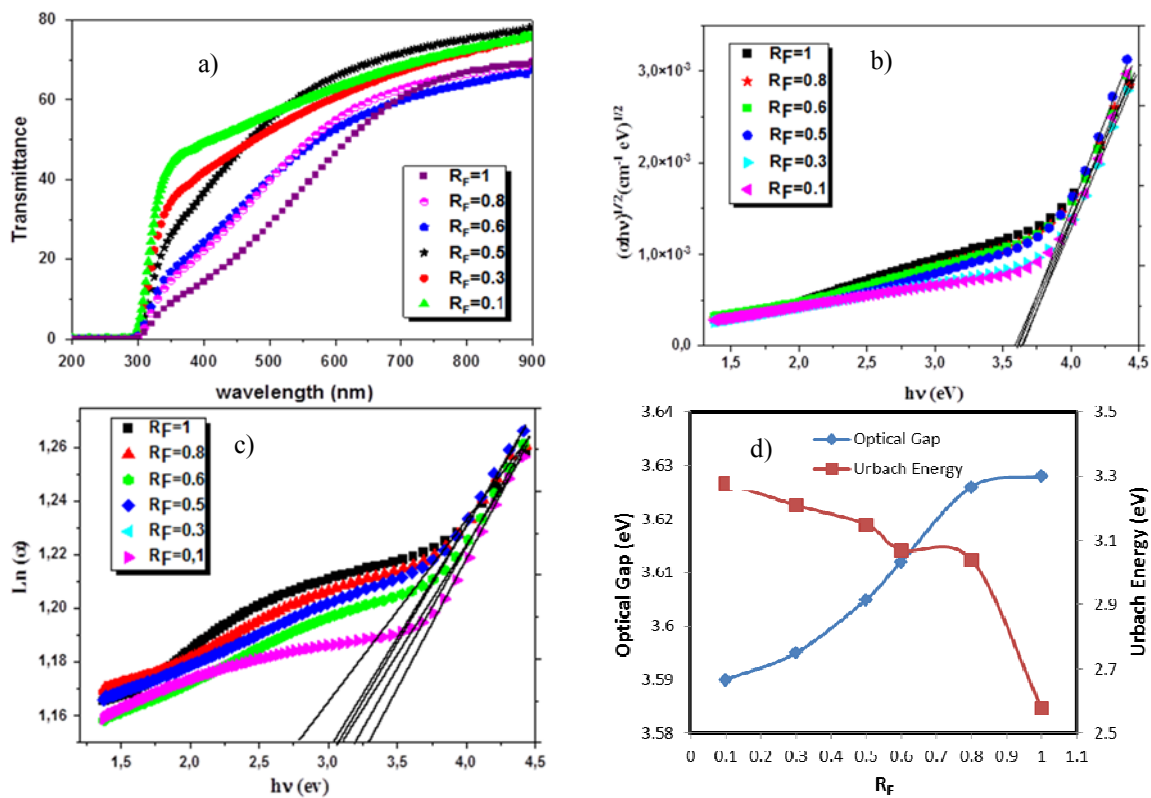 a)
Transmittance
80
60
40
20
0
200 300 400 500 600 700 800 900
wavelength (nm)
RF=1
RF=0.8
RF=0.6
RF=0.5
RF=0.3
RF=0.1
b)
(αhν)1/2(cm-1 eV)1/2
3,0×10-3
2,0×10-3
1,0×10-3
0,0
1,5 2,0 2,5 3,0 3,5 4,0 4,5
hν (eV)
RF=1
RF=0.8
RF=0.6
RF=0.5
RF=0.3
RF=0.1
c)
Ln (α)
1,26
1,24
1,22
1,20
1,18
1,16
1,5 2,0 2,5 3,0 3,5 4,0 4,5
hν (ev)
RF=1
RF=0.8
RF=0.6
RF=0.5
RF=0.3
RF=0,1
d)
Optical Gap (eV)
3.64
3.63
3.62
3.61
3.6
3.59
3.58
Optical Gap
Urbach Energy
3.5
3.3
3.1
2.9
2.7
2.5
Urbach Energy (eV)
0.1 0.2 0.3 0.4 0.5 0.6 0.7 0.8 0.9 1 1.1
RF